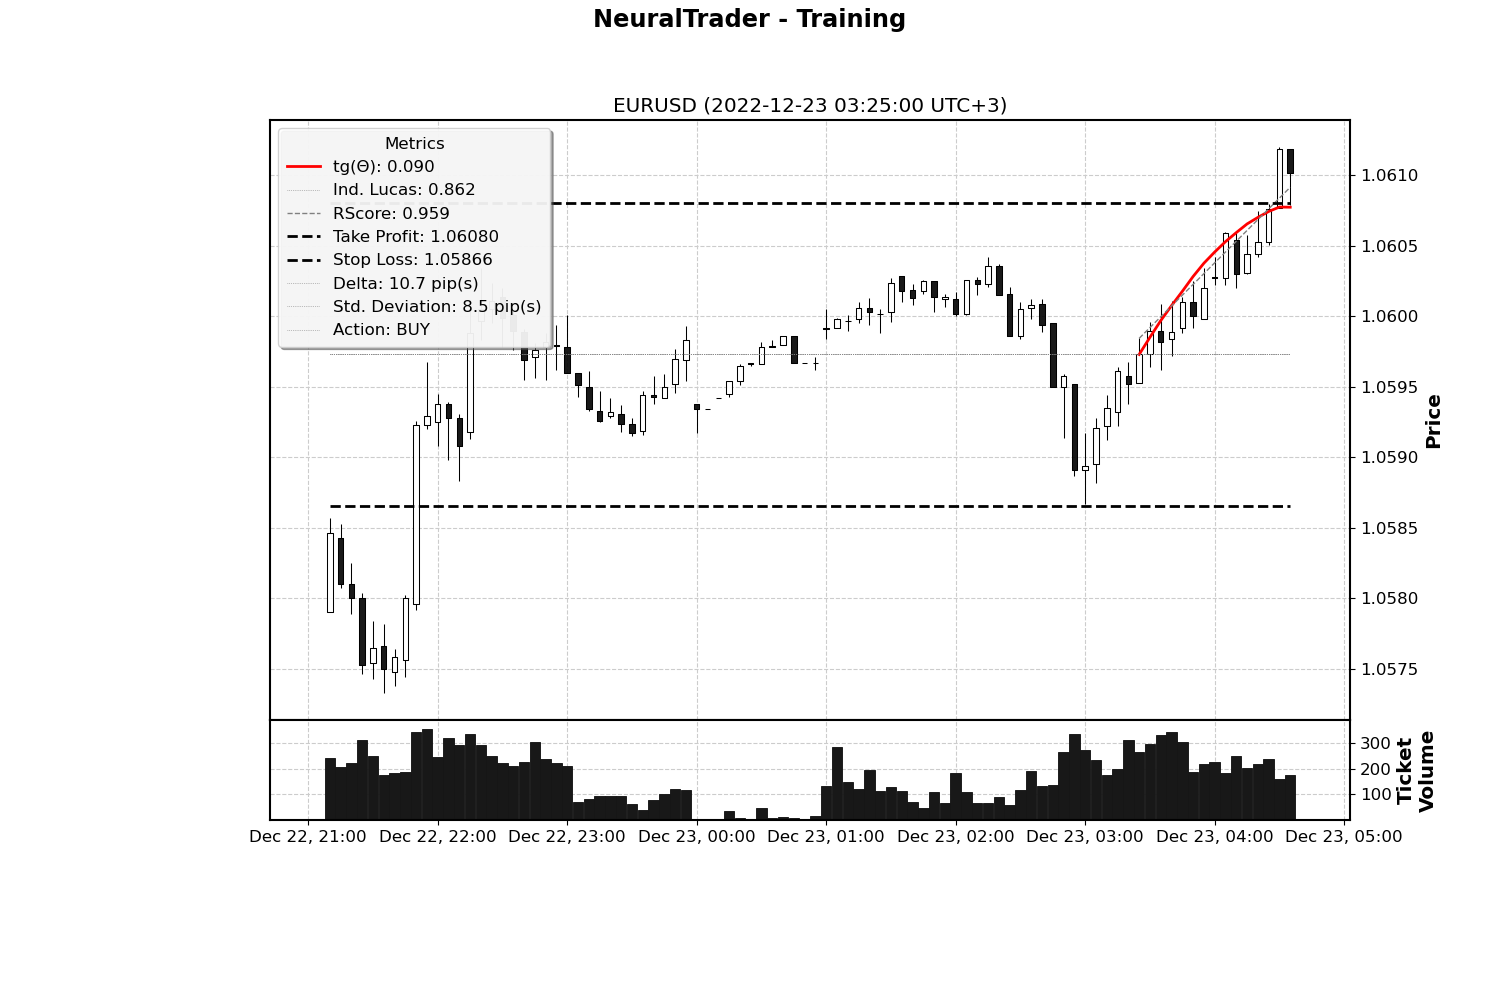 NeuralTrader - Training
EURUSD (2022-12-23 03:25:00 UTC+3)
Metrics
tg(Θ): 0.090
Ind. Lucas: 0.862
RScore: 0.959
Take Profit: 1.06080
Stop Loss: 1.05866
Delta: 10.7 pip(s)
Std. Deviation: 8.5 pip(s)
Action: BUY
1.0610
1.0605
1.0600
1.0595
1.0590
1.0585
1.0580
1.0575
Price
300
200
100
Ticket
Volume
Dec 22, 21:00 Dec 22, 22:00 Dec 22, 23:00 Dec 23, 00:00 Dec 23, 01:00 Dec 23, 02:00 Dec 23, 03:00 Dec 23, 04:00 Dec 23, 05:00